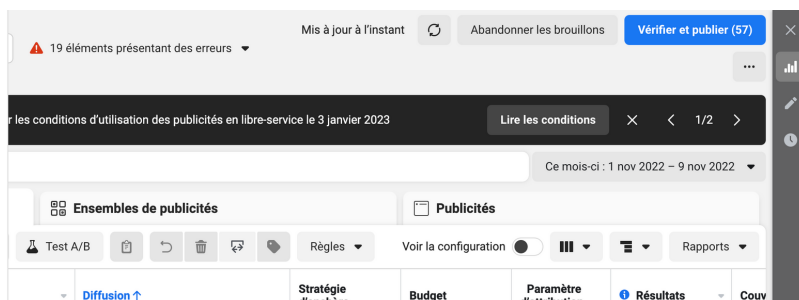 Mis à jour à l'instant
Abandonner les brouillons
Vérifier et publier (57)
19 éléments présentant des erreurs
r les conditions d'utilisation des publicités en libre-service le 3 janvier 2023
Lire les conditions
1/2
Ce mois-ci : 1 nov 2022 – 9 nov 2022
Ensembles de publicités
Publicités
Test A/B
Règles
Voir la configuration
Rapports
Diffusion ↑
Stratégie
Budget
Paramètre
d'attribution
Résultats
Couv